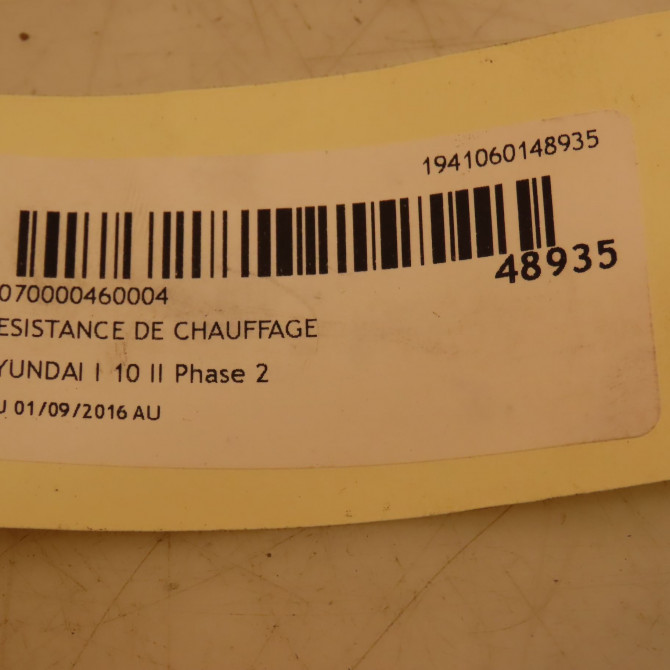 1941060148935
48935
070000460004
ESISTANCE DE CHAUFFAGE
YUNDAI I 10 II Phase 2
U 01/09/2016 AU